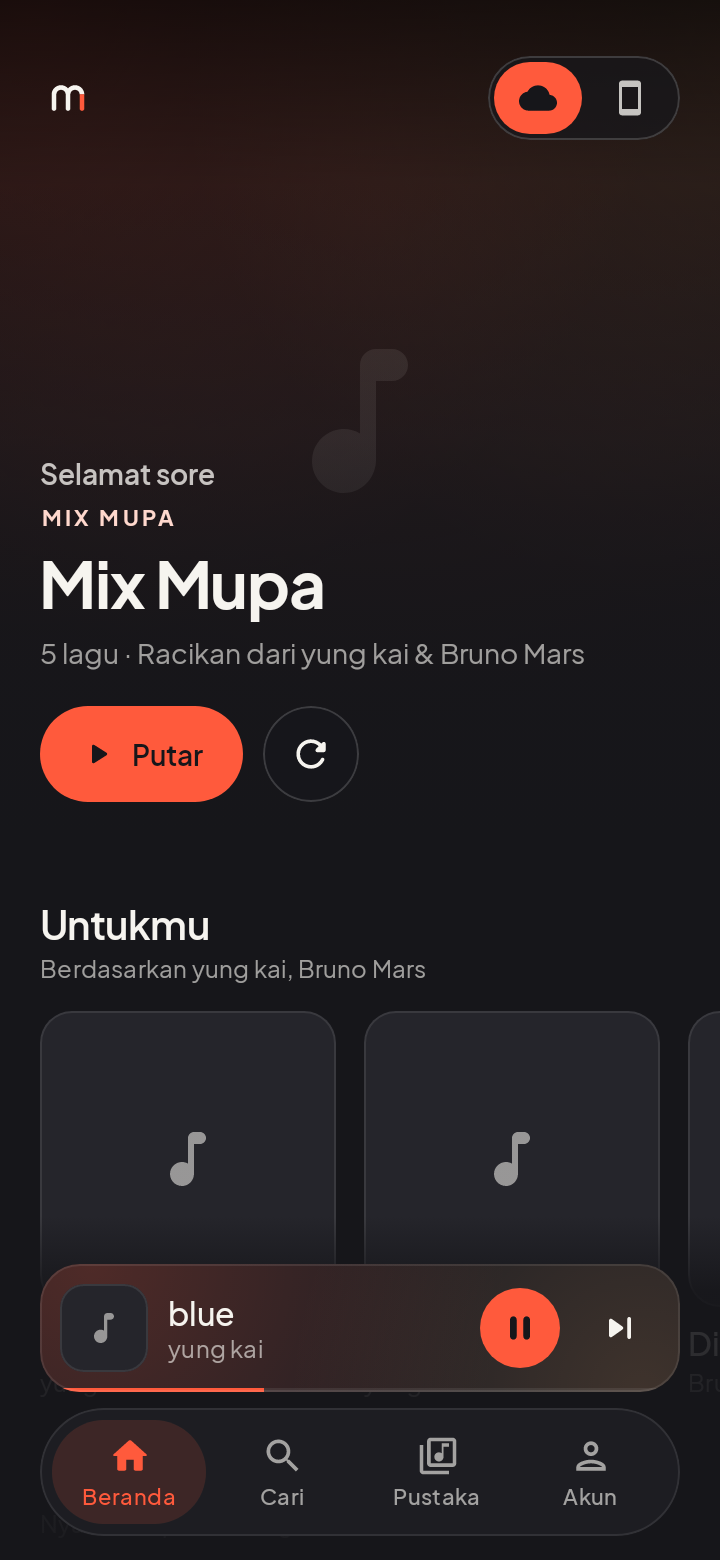 m
Selamat sore
MIX MUPA
Mix Mupa
5 lagu · Racikan dari yung kai & Bruno Mars
Putar
Untukmu
Berdasarkan yung kai, Bruno Mars
blue
yung kai
Beranda
Cari
Pustaka
Akun